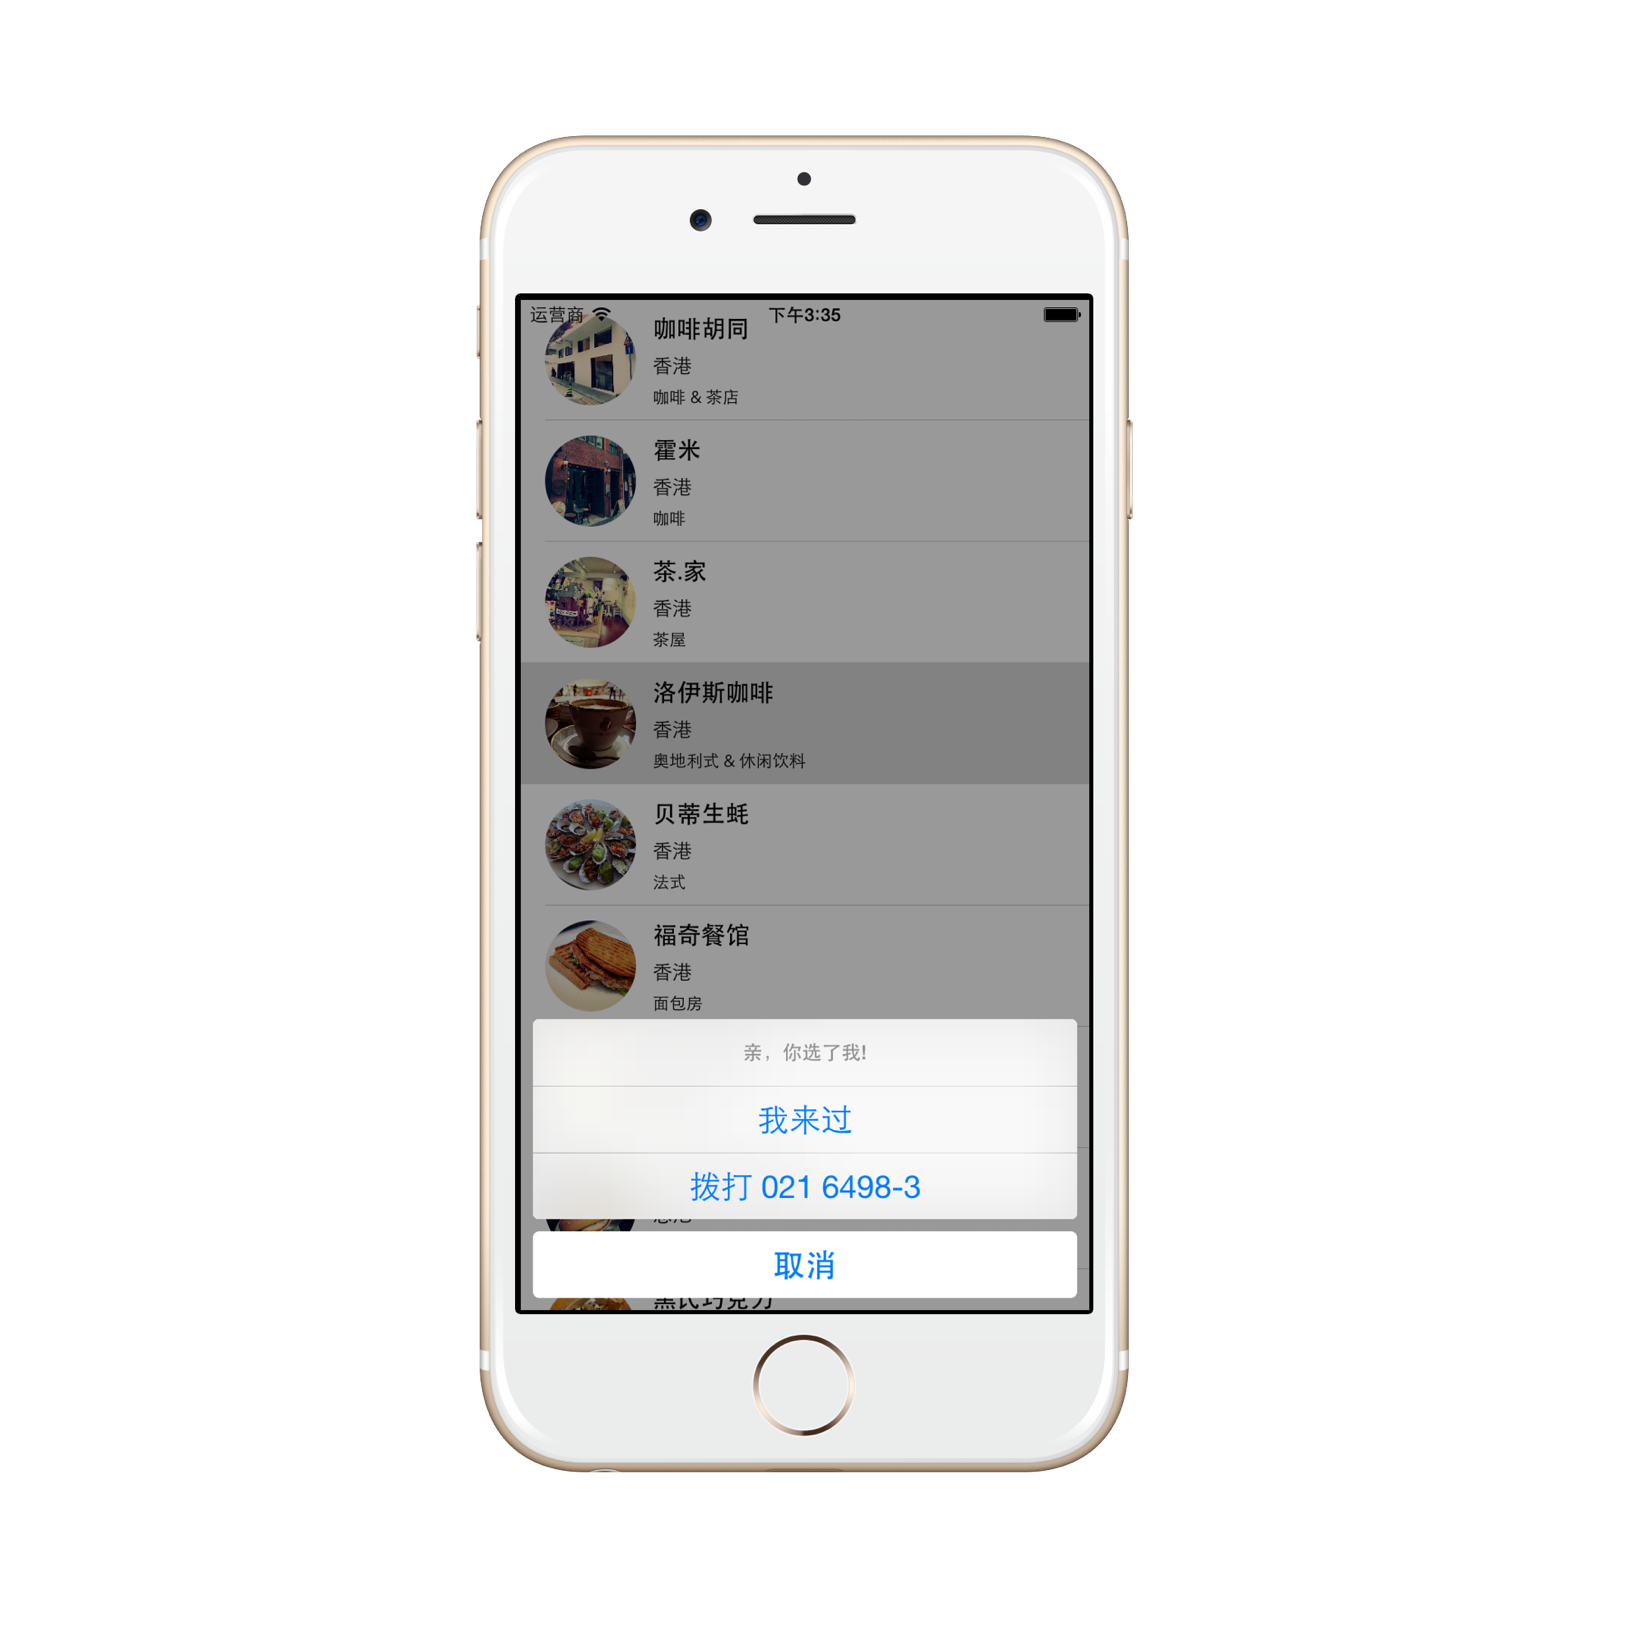 运营商 下午3:35
咖啡胡同
香港
咖啡 & 茶店
霍米
香港
咖啡
茶.家
香港
茶屋
洛伊斯咖啡
香港
奥地利式 & 休闲饮料
贝蒂生蚝
香港
法式
福奇餐馆
香港
面包房
亲，你选了我!
我来过
拨打 021 6498-3
取消